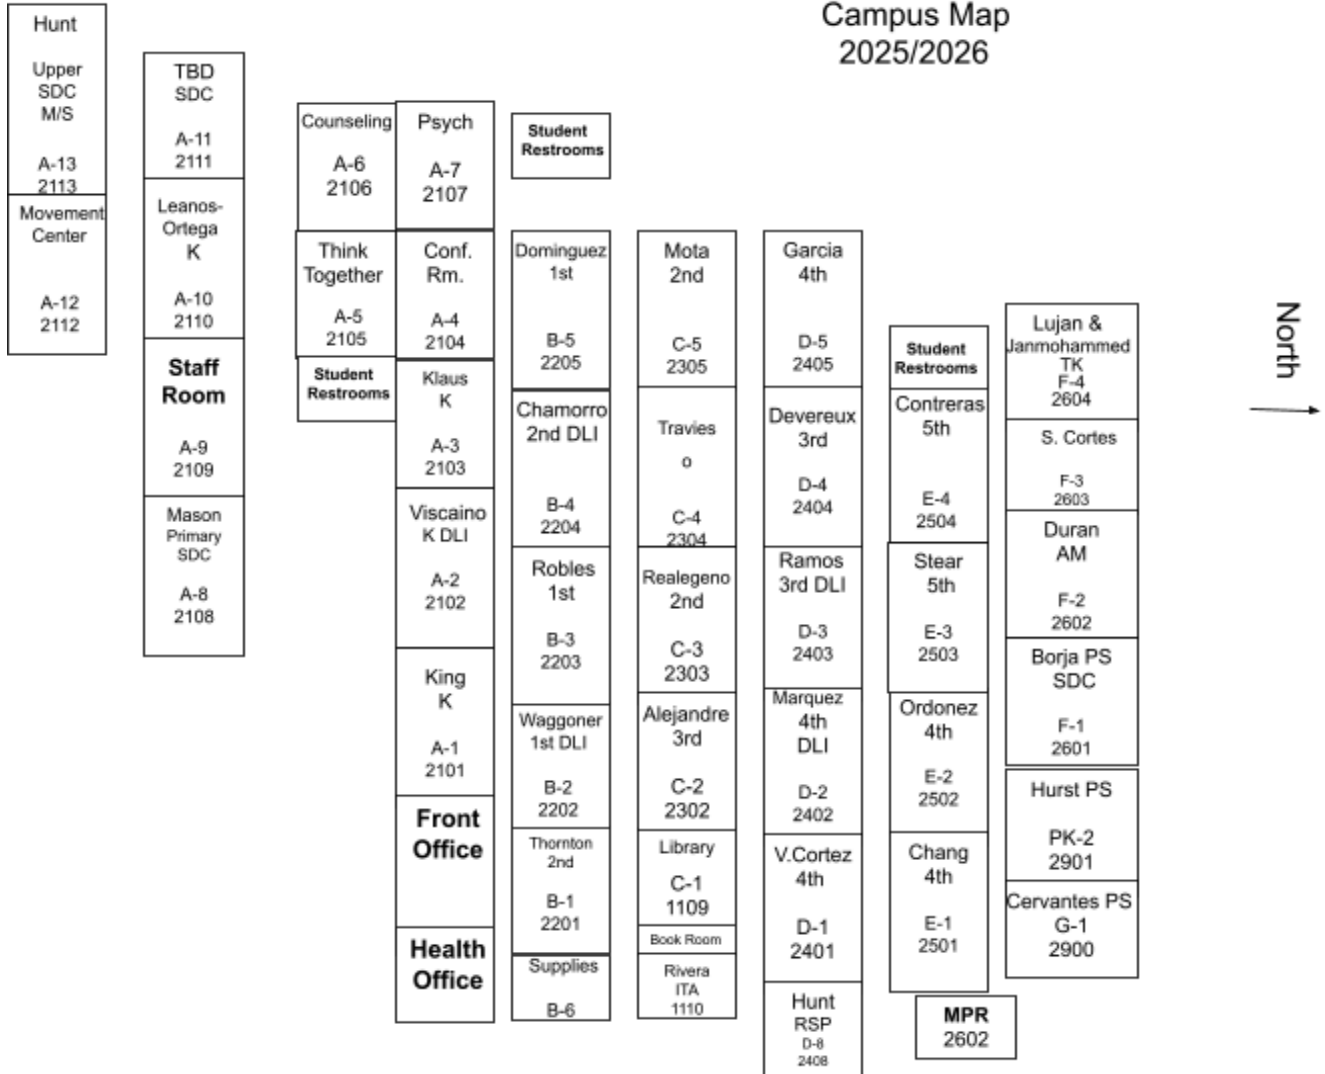 Campus Map
2025/2026
Hunt
Upper
SDC
M/S
A-13
2113
Movement
Center
A-12
2112
TBD
SDC
A-11
2111
Leanos-
Ortega
K
A-10
2110
Staff
Room
A-9
2109
Mason
Primary
SDC
A-8
2108
Counseling
A-6
2106
Think
Together
A-5
2105
Student
Restrooms
Psych
A-7
2107
Conf.
Rm.
A-4
2104
Klaus
K
A-3
2103
Viscaino
K DLI
A-2
2102
King
K
A-1
2101
Front
Office
Health
Office
Student
Restrooms
Dominguez
1st
B-5
2205
Chamorro
2nd DLI
B-4
2204
Robles
1st
B-3
2203
Waggoner
1st DLI
B-2
2202
Thornton
2nd
B-1
2201
Supplies
B-6
Mota
2nd
C-5
2305
Travies
o
C-4
2304
Realegeno
2nd
C-3
2303
Alejandre
3rd
C-2
2302
Library
C-1
1109
Book Room
Rivera
ITA
1110
Garcia
4th
D-5
2405
Devereux
3rd
D-4
2404
Ramos
3rd DLI
D-3
2403
Marquez
4th
DLI
D-2
2402
V.Cortez
4th
D-1
2401
Hunt
RSP
D-8
2408
Student
Restrooms
Contreras
5th
E-4
2504
Stear
5th
E-3
2503
Ordonez
4th
E-2
2502
Chang
4th
E-1
2501
MPR
2602
Lujan &
Janmohammed
TK
F-4
2604
S. Cortes
F-3
2603
Duran
AM
F-2
2602
Borja PS
SDC
F-1
2601
Hurst PS
PK-2
2901
Cervantes PS
G-1
2900
North